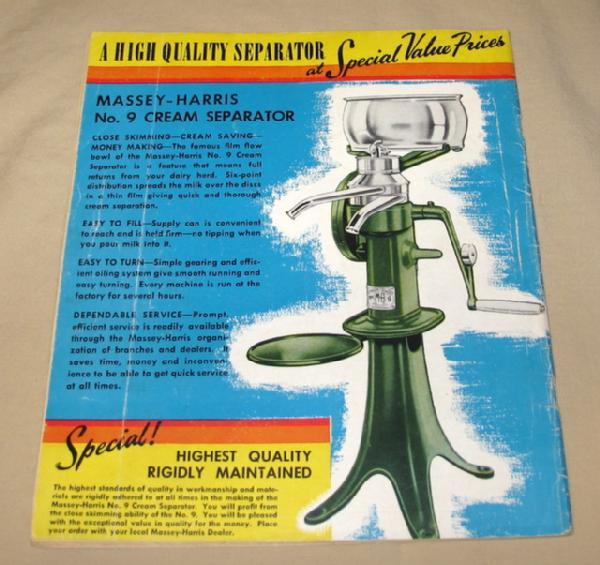 A HIGH QUALITY SEPARATOR
at Special Value Prices
MASSEY-HARRIS
No. 9 CREAM SEPARATOR
CLOSE SKIMMING—CREAM SAVING—
MONEY MAKING—The famous film flow
bowl of the Massey-Harris No. 9 Cream
Separator is a feature that means full
returns from your dairy herd. Six-point
distribution spreads the milk over the discs
in a thin film giving quick and thorough
cream separation.
EASY TO FILL—Supply can is convenient
to reach and is held firm—no tipping when
you pour milk into it.
EASY TO TURN—Simple gearing and effic-
ient oiling system give smooth running and
easy turning. Every machine is run at the
factory for several hours.
DEPENDABLE SERVICE—Prompt,
efficient service is readily available
through the Massey-Harris organi-
zation of branches and dealers. It
saves time, money and inconven-
ience to be able to get quick service
at all times.
Special!
HIGHEST QUALITY
RIGIDLY MAINTAINED
The highest standards of quality in workmanship and mate-
rials are rigidly adhered to at all times in the making of the
Massey-Harris No. 9 Cream Separator. You will profit from
the close skimming ability of the No. 9. You will be pleased
with the exceptional value in quality for the money. Place
your order with your local Massey-Harris Dealer.